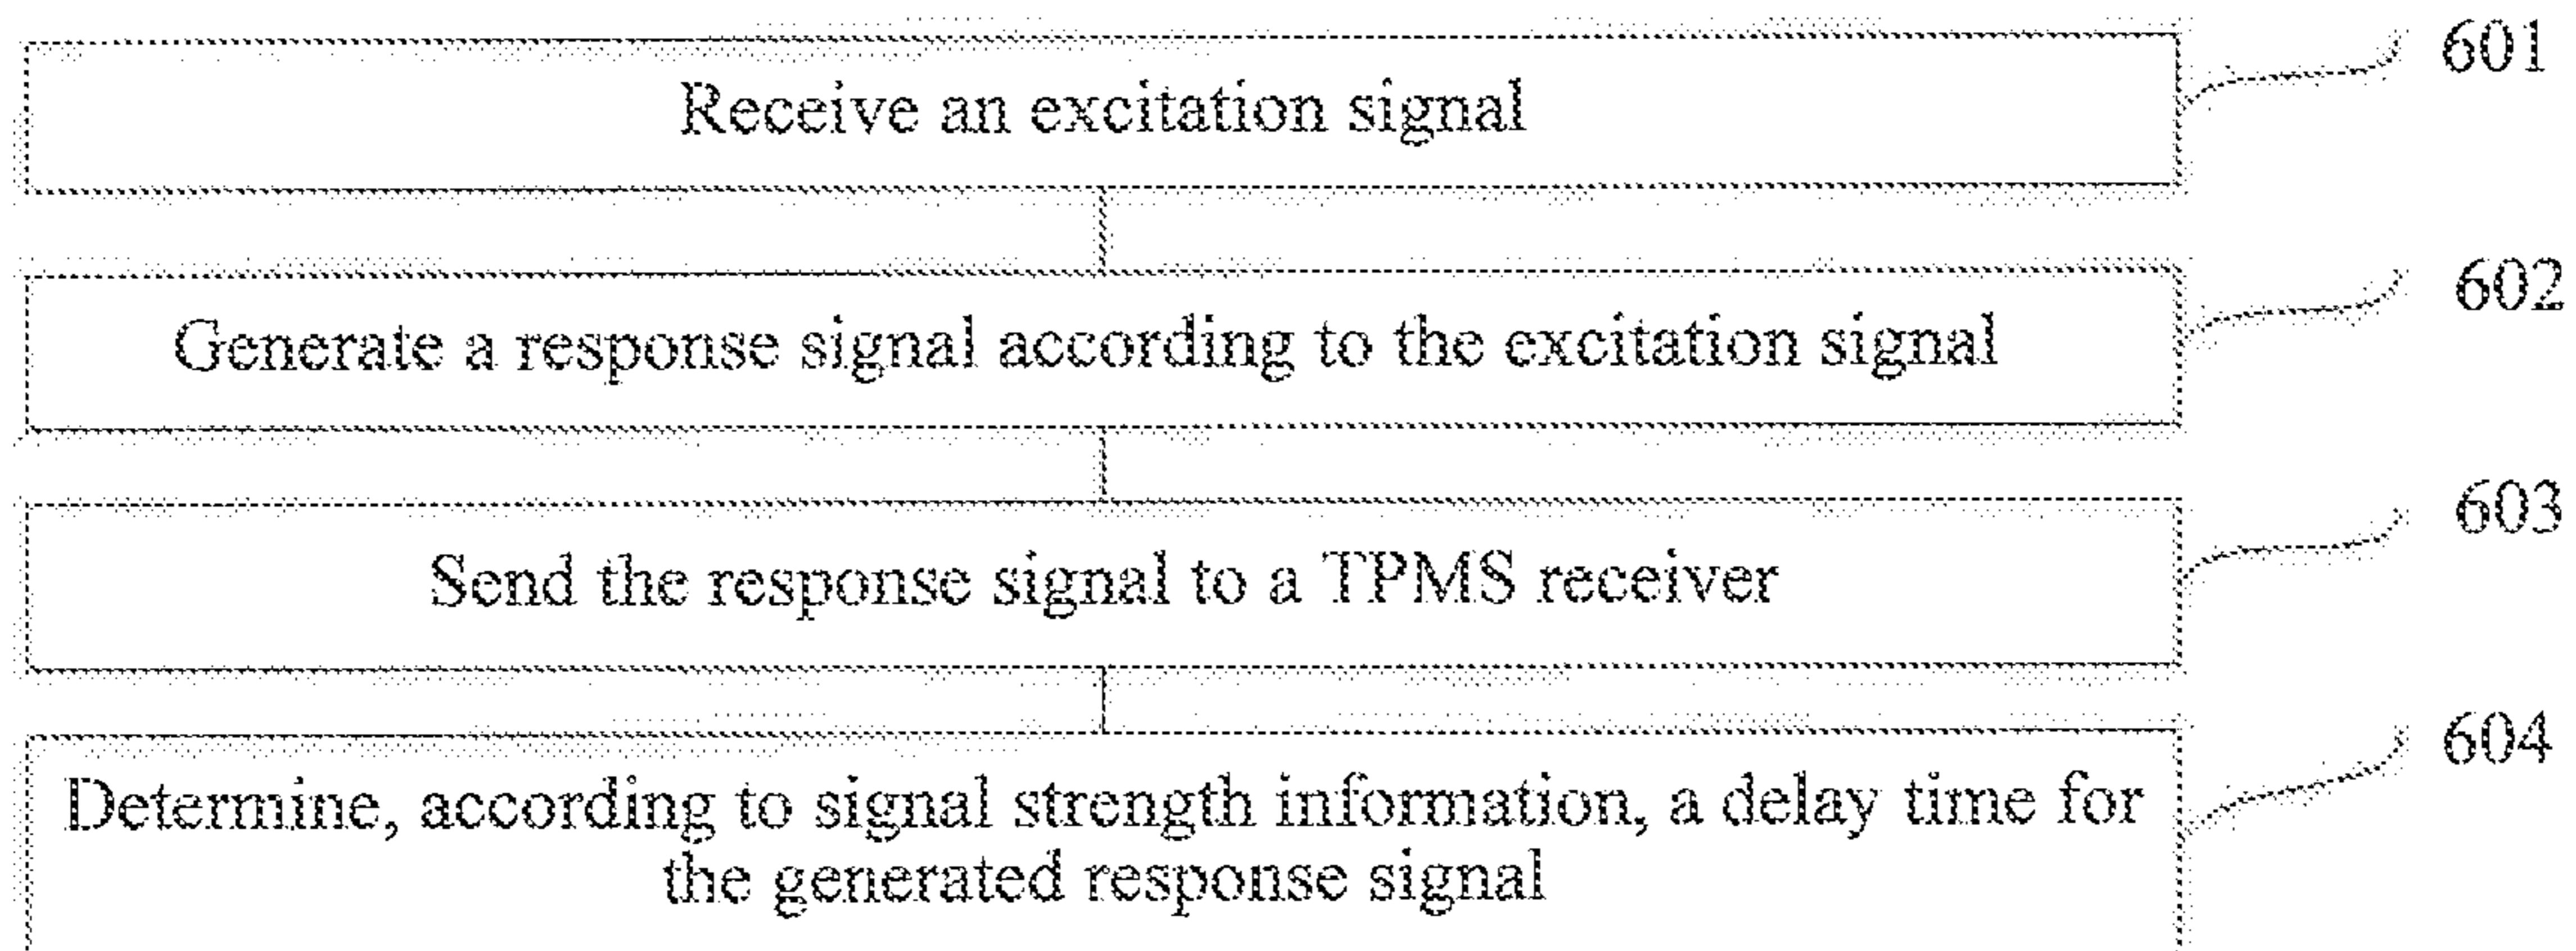 Receive an excitation signal
601
Generate a response signal according to the excitation signal
602
Send the response signal to a TPMS receiver
603
Determine, according to signal strength information, a delay time for
the generated response signal
604